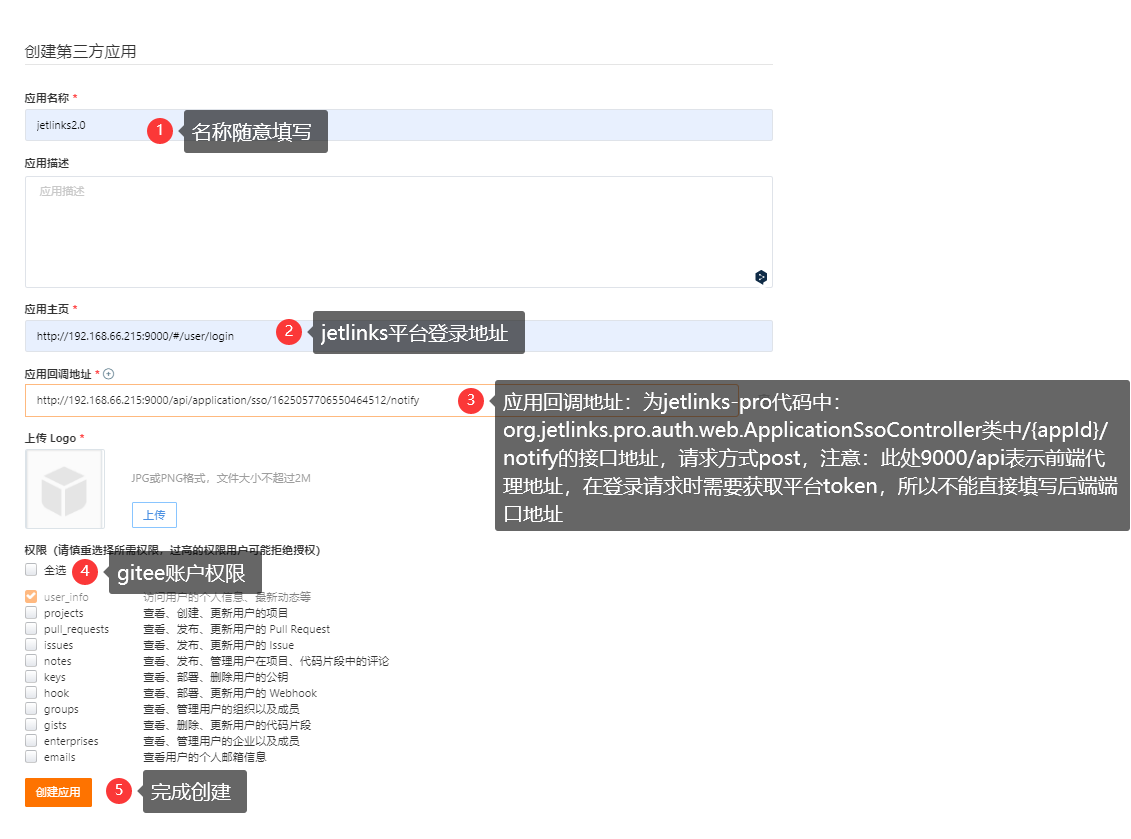 创建第三方应用
应用名称 *
jetlinks2.0
1 名称随意填写
应用描述
应用描述
应用主页 *
http://192.168.66.215:9000/#/user/login
2 jetlinks平台登录地址
应用回调地址 *
http://192.168.66.215:9000/api/application/sso/1625057706550464512/notify
3 应用回调地址：为jetlinks-pro代码中：
org.jetlinks.pro.auth.web.ApplicationSsoController类中/{appId}/
notify的接口地址，请求方式post，注意：此处9000/api表示前端代
理地址，在登录请求时需要获取平台token，所以不能直接填写后端端
口地址
上传 Logo *
JPG或PNG格式，文件大小不超过2M
上传
权限（请慎重选择所需权限，过高的权限用户可能拒绝授权）
全选
4 gitee账户权限
user_info 访问用户的个人信息、最新动态等
projects 查看、创建、更新用户的项目
pull_requests 查看、发布、更新用户的 Pull Request
issues 查看、发布、更新用户的 Issue
notes 查看、发布、管理用户在项目、代码片段中的评论
keys 查看、部署、删除用户的公钥
hook 查看、部署、更新用户的 Webhook
groups 查看、管理用户的组织以及成员
gists 查看、删除、更新用户的代码片段
enterprises 查看、管理用户的企业以及成员
emails 查看用户的个人邮箱信息
创建应用
5 完成创建